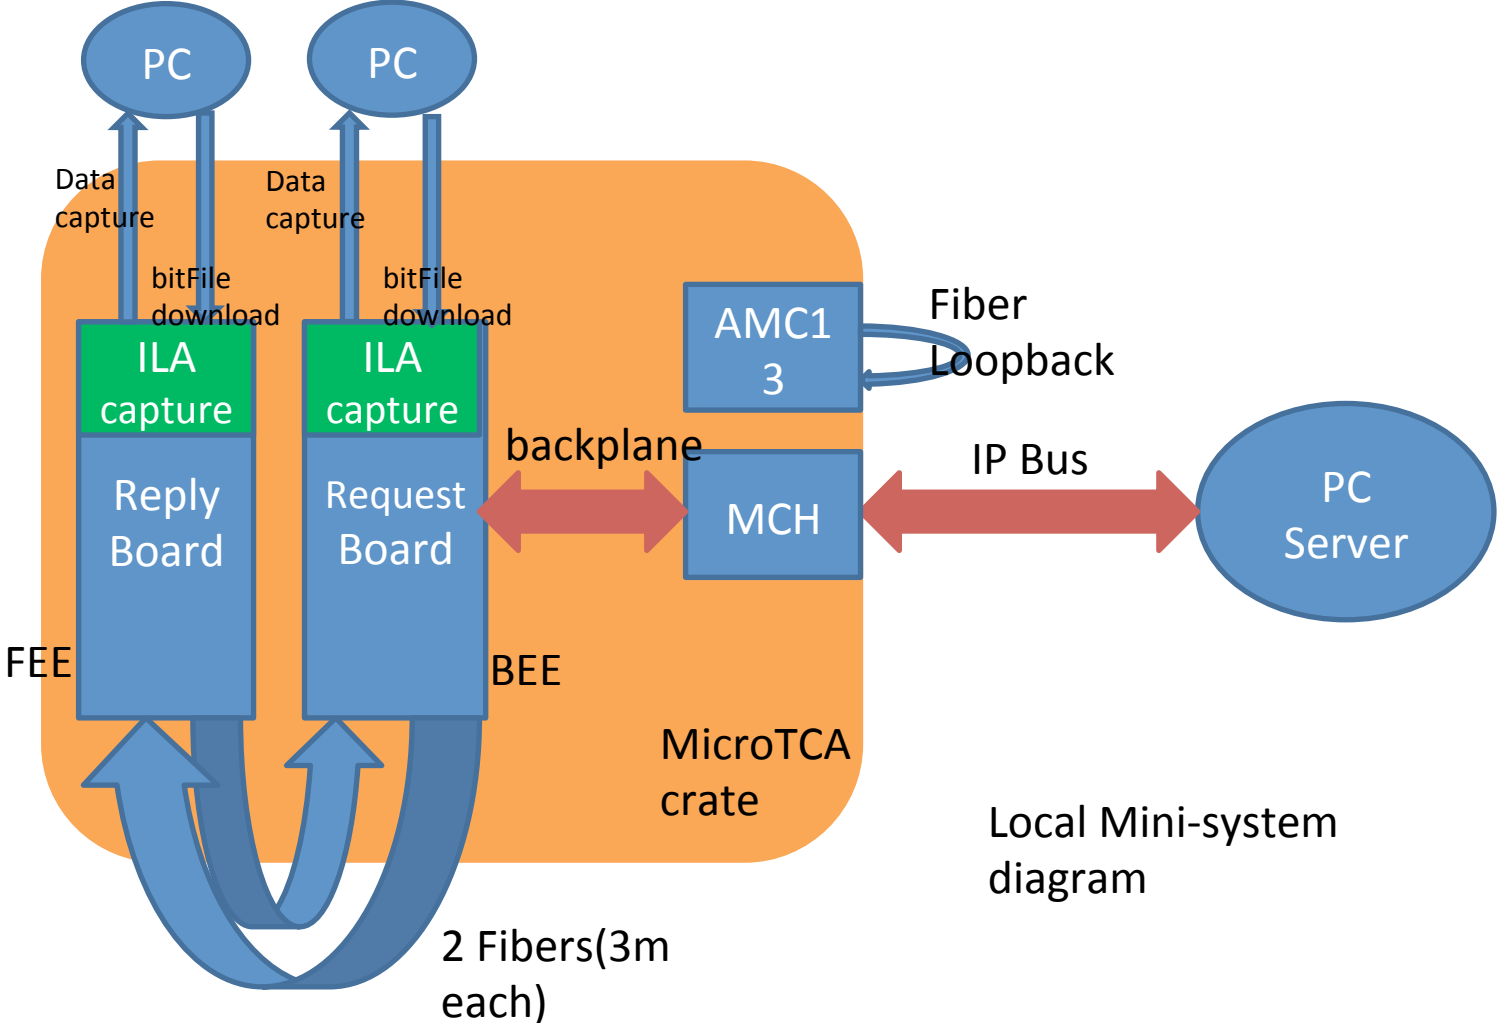 PC
PC
Data
capture
Data
capture
bitFile
download
bitFile
download
ILA
capture
ILA
capture
AMC1
3
Fiber
Loopback
backplane
IP Bus
Reply
Board
Request
Board
MCH
PC
Server
FEE
BEE
MicroTCA
crate
Local Mini-system
diagram
2 Fibers(3m
each)